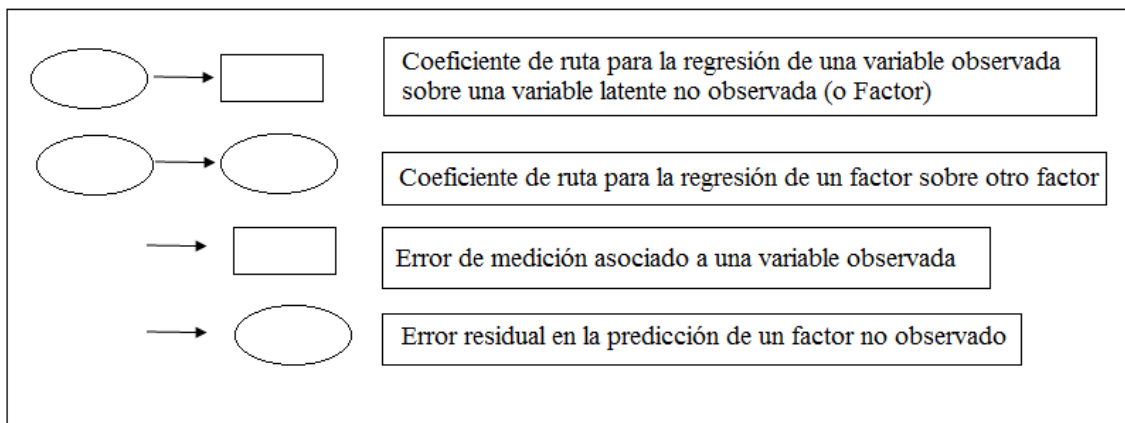 Coeficiente de ruta para la regresión de una variable observada
sobre una variable latente no observada (o Factor)
Coeficiente de ruta para la regresión de un factor sobre otro factor
Error de medición asociado a una variable observada
Error residual en la predicción de un factor no observado